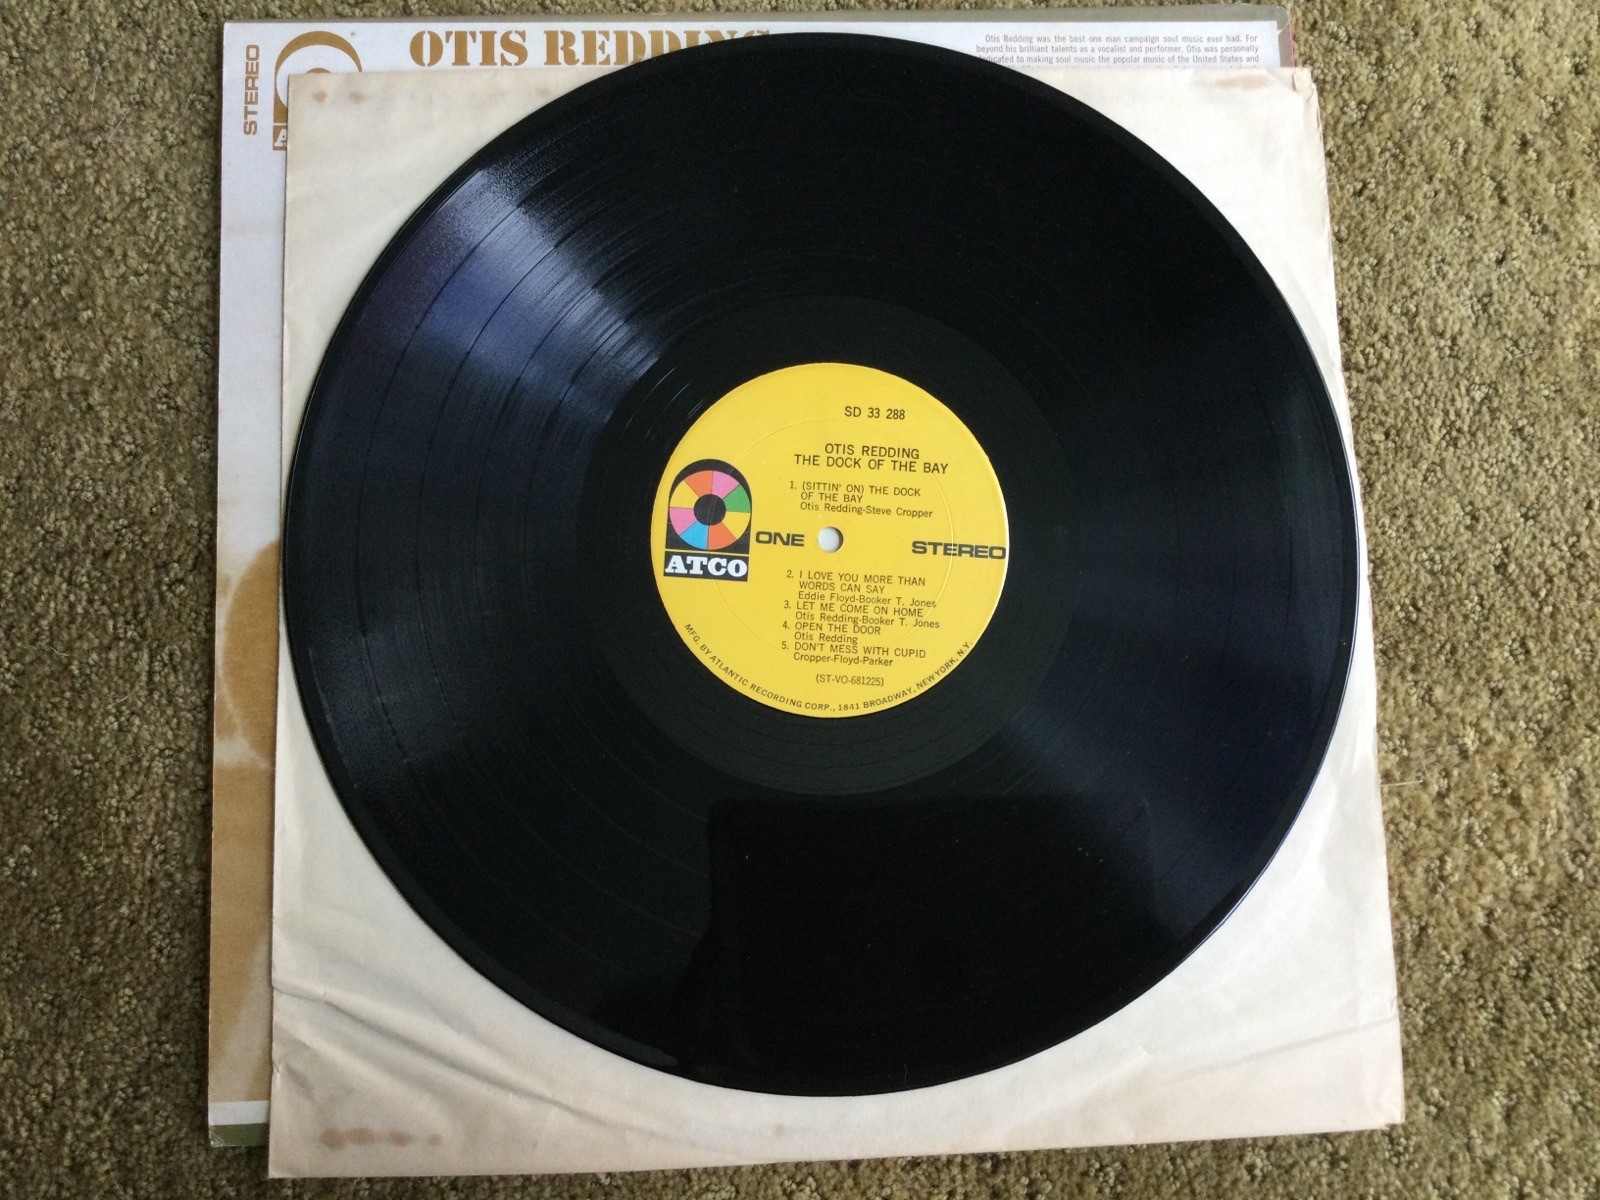 STEREO
OTIS REDDING
Otis Redding was the best one man campaign soul music ever had. For
beyond his brilliant talents as a vocalist and performer, Otis was personally
dedicated to making soul music the popular music of the United States and
SD 33 288
OTIS REDDING
THE DOCK OF THE BAY
1. (SITTIN' ON) THE DOCK
OF THE BAY
Otis Redding-Steve Cropper
ATCO
ONE
STEREO
2. I LOVE YOU MORE THAN
WORDS CAN SAY
Eddie Floyd-Booker T. Jones
3. LET ME COME ON HOME
Otis Redding-Booker T. Jones
4. OPEN THE DOOR
Otis Redding
5. DON'T MESS WITH CUPID
Cropper-Floyd-Parker
(ST-VO-681225)
MFG. BY ATLANTIC RECORDING CORP., 1841 BROADWAY, NEW YORK, N.Y.